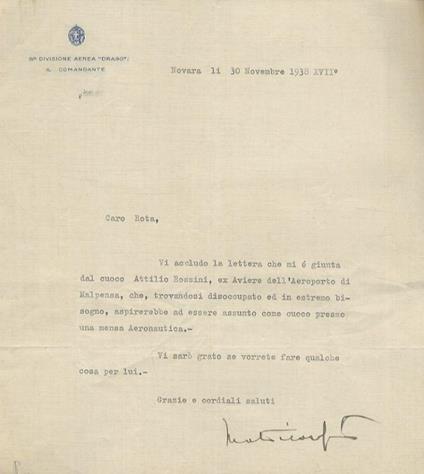 DIVISIONE AEREA "DRAGO"
IL COMANDANTE
Novara li 30 Novembre 1938 XVII°
Caro Rota,
Vi accludo la lettera che mi é giunta
dal cuoco Attilio Rossini, ex Aviere dell'Aeroporto di
Malpensa, che, trovandosi disoccupato ed in estremo bi-
sogno, aspirerebbe ad essere assunto come cuoco presso
una mensa Aeronautica.-
Vi sarò grato se vorrete fare qualche
cosa per lui.-
Grazie e cordiali saluti